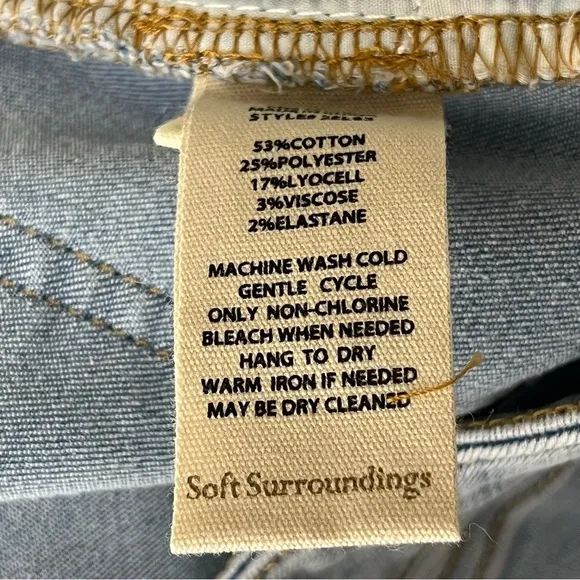 53%COTTON
25%POLYESTER
17%LYOCELL
3%VISCOSE
2%ELASTANE
MACHINE WASH COLD
GENTLE CYCLE
ONLY NON-CHLORINE
BLEACH WHEN NEEDED
HANG TO DRY
WARM IRON IF NEEDED
MAY BE DRY CLEANED
Soft Surroundings